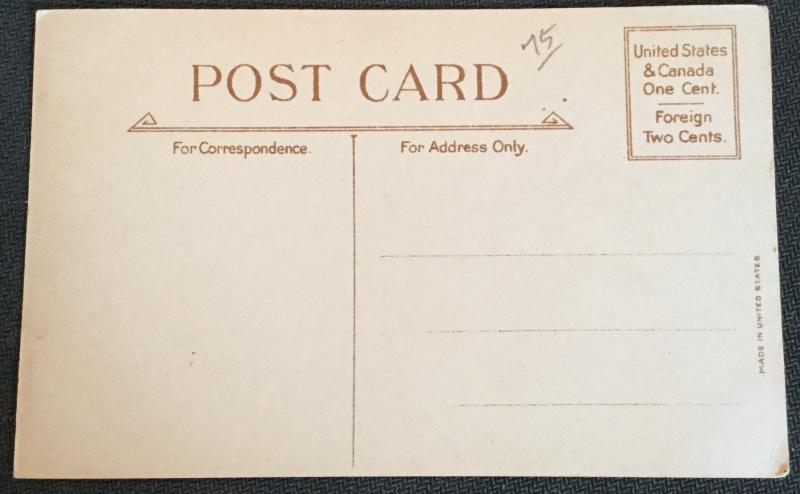 75
POST CARD
United States
& Canada
One Cent.
Foreign
Two Cents.
For Correspondence.
For Address Only.
MADE IN UNITED STATES